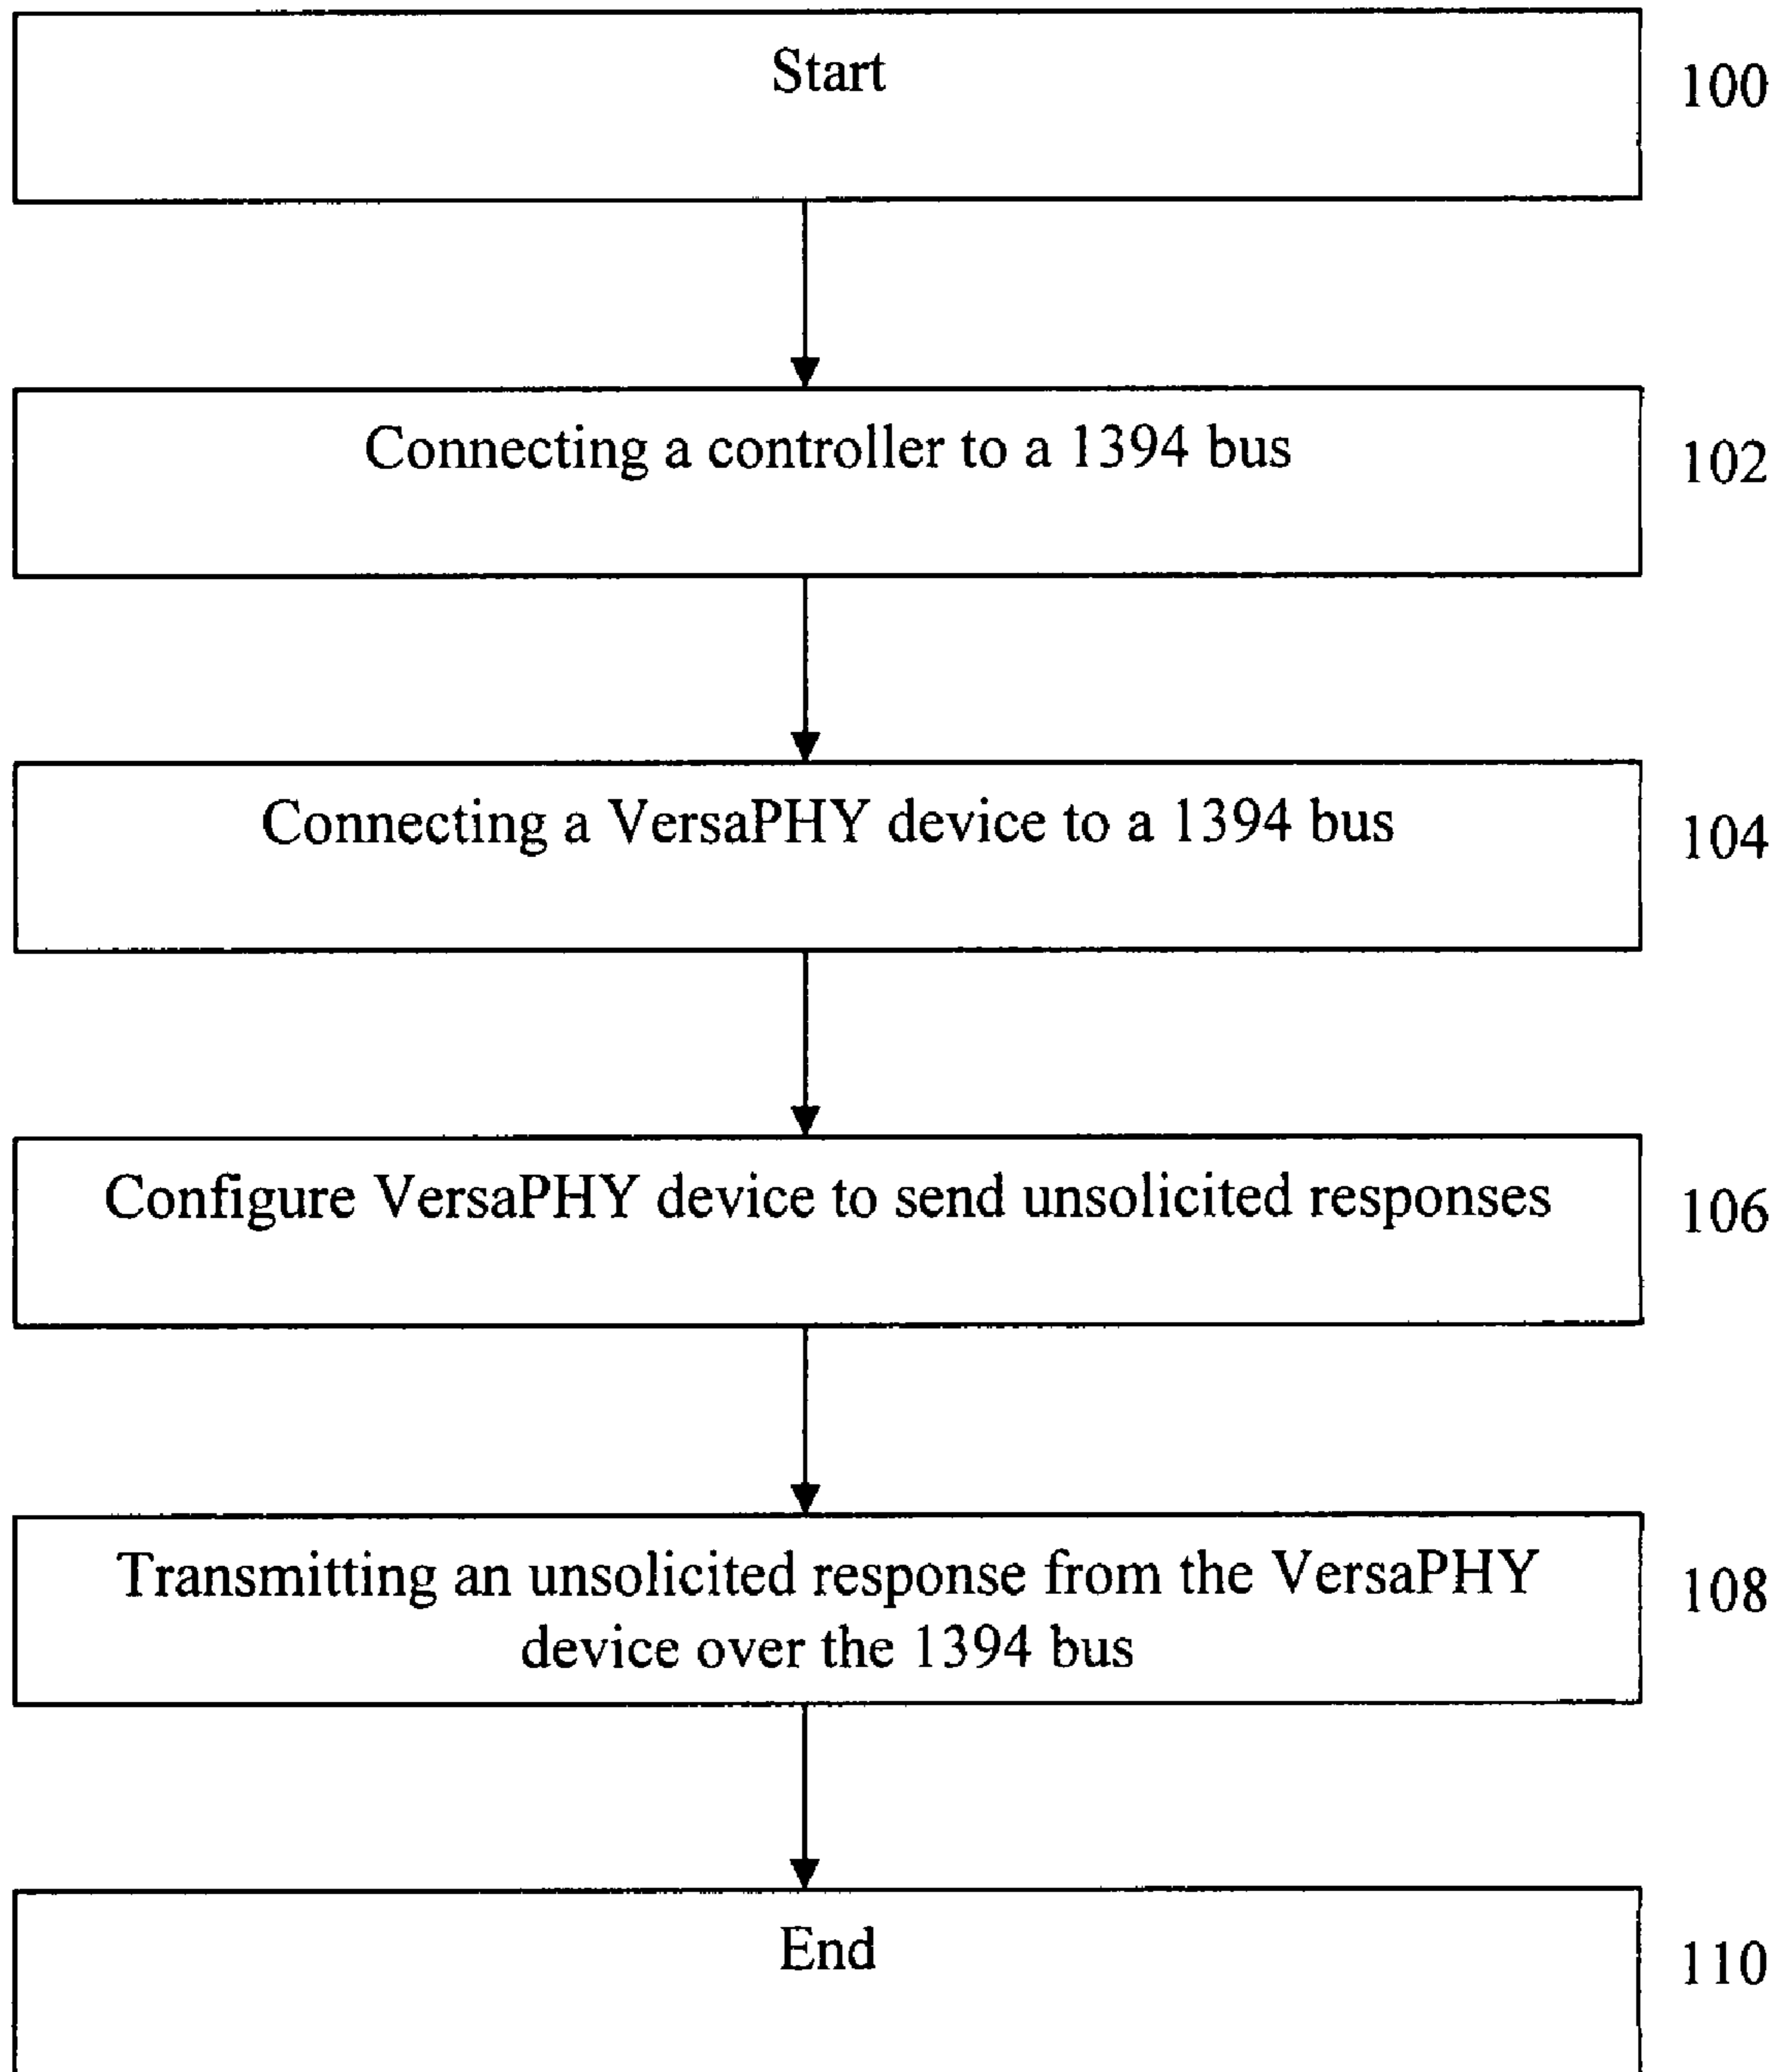 Start
100
Connecting a controller to a 1394 bus
102
Connecting a VersaPHY device to a 1394 bus
104
Configure VersaPHY device to send unsolicited responses
106
Transmitting an unsolicited response from the VersaPHY
device over the 1394 bus
108
End
110